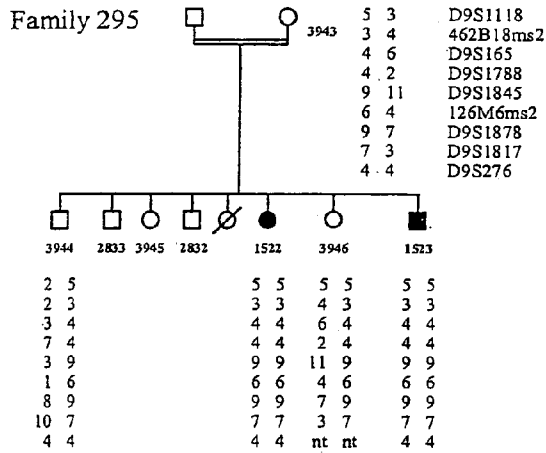 Family 295
3943
5 3 D9S1118
3 4 462B18ms2
4 6 D9S165
4 2 D9S1788
9 11 D9S1845
6 4 126M6ms2
9 7 D9S1878
7 3 D9S1817
4 4 D9S276
3944 2833 3945 2832 1522 3946 1523
2 5 5 5 5 5 5 5
2 3 3 3 4 3 3 3
3 4 4 4 6 4 4 4
7 4 4 4 2 4 4 4
3 9 9 9 11 9 9 9
1 6 6 6 4 6 6 6
8 9 9 9 7 9 9 9
10 7 7 7 3 7 7 7
4 4 4 4 nt nt 4 4